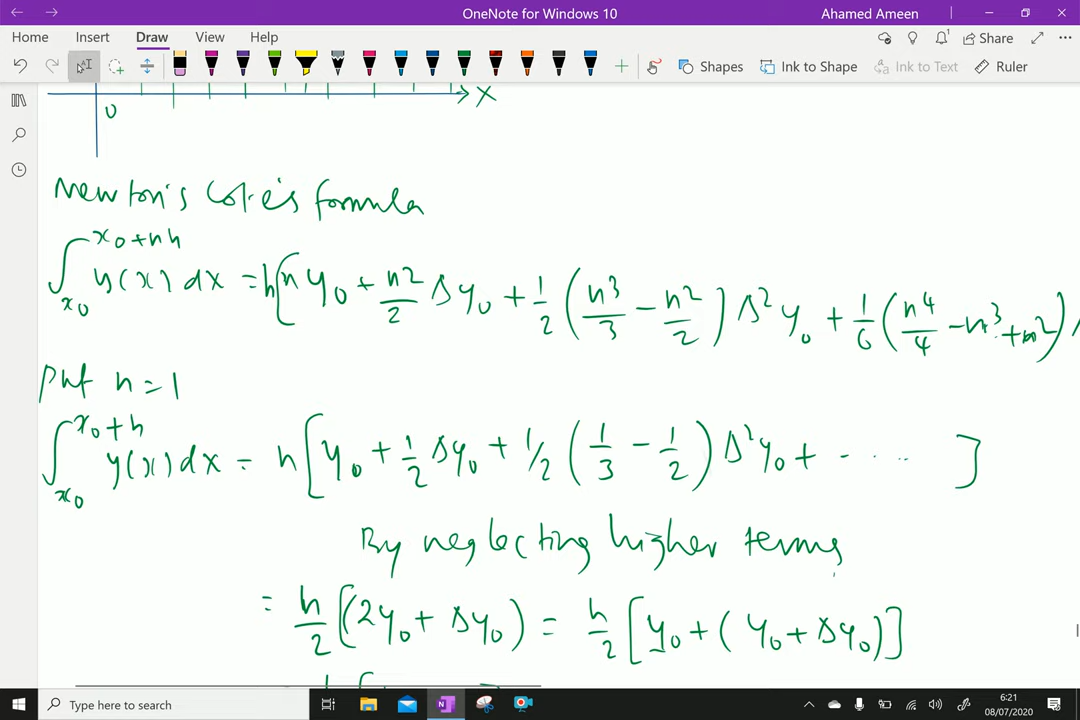 OneNote for Windows 10
Ahamed Ameen
Home Insert Draw View Help
Share
Shapes Ink to Shape Ink to Text Ruler
0 X
Newton's Cote's formula
∫_{x0}^{x0+nh} y(x) dx = h[n y0 + n²/2 Δy0 + 1/2 (n³/3 − n²/2) Δ²y0 + 1/6 (n⁴/4 − n³ + n²)
Put n = 1
∫_{x0}^{x0+h} y(x) dx = h[y0 + 1/2 Δy0 + 1/2 (1/3 − 1/2) Δ²y0 + ----.. ]
By neglecting higher terms
= h/2 [(2y0 + Δy0) = h/2 [y0 + (y0 + Δy0)]
Type here to search
6:21
08/07/2020